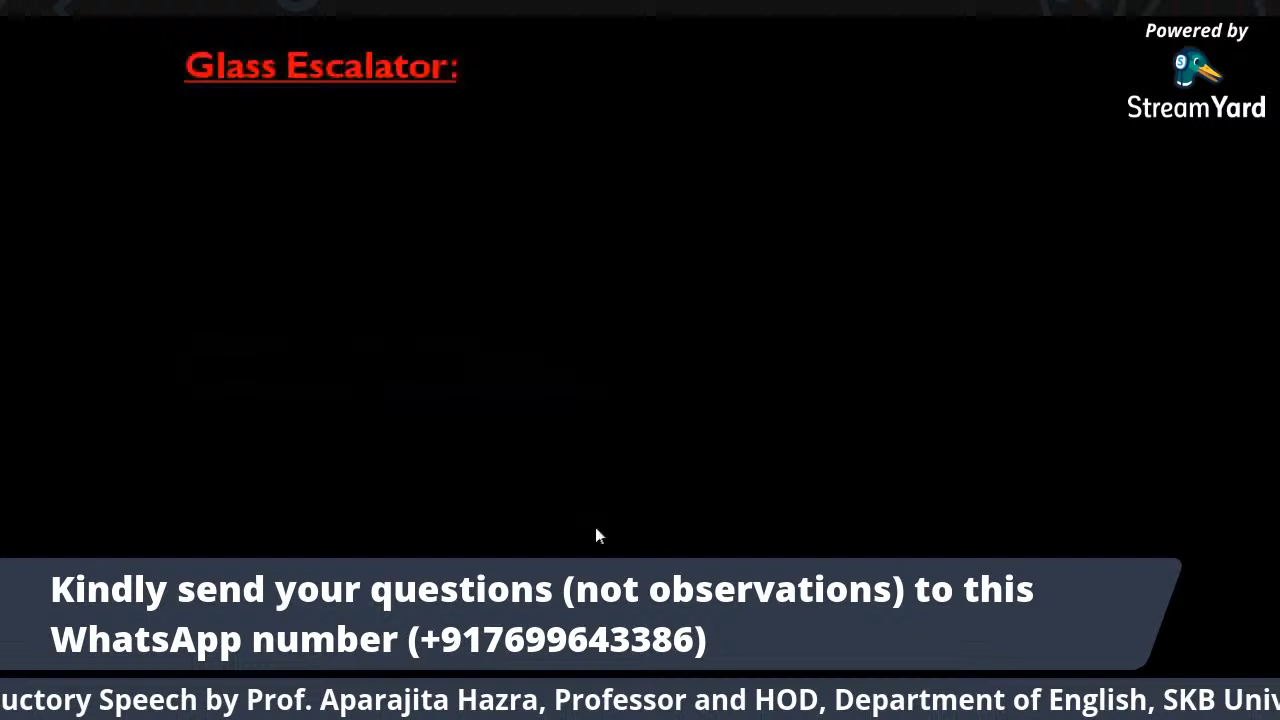 Powered by
Glass Escalator:
StreamYard
Kindly send your questions (not observations) to this
WhatsApp number (+917699643386)
uctory Speech by Prof. Aparajita Hazra, Professor and HOD, Department of English, SKB Univ